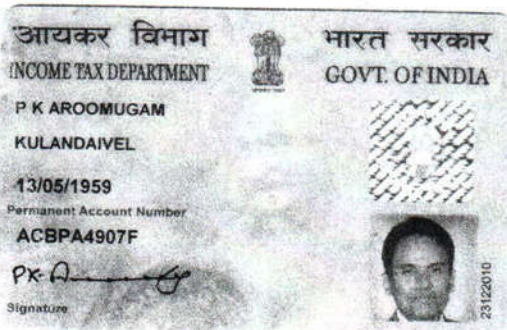 आयकर विभाग
INCOME TAX DEPARTMENT
भारत सरकार
GOVT. OF INDIA
P K AROOMUGAM
KULANDAIVEL
13/05/1959
Permanent Account Number
ACBPA4907F
Signature
23122010